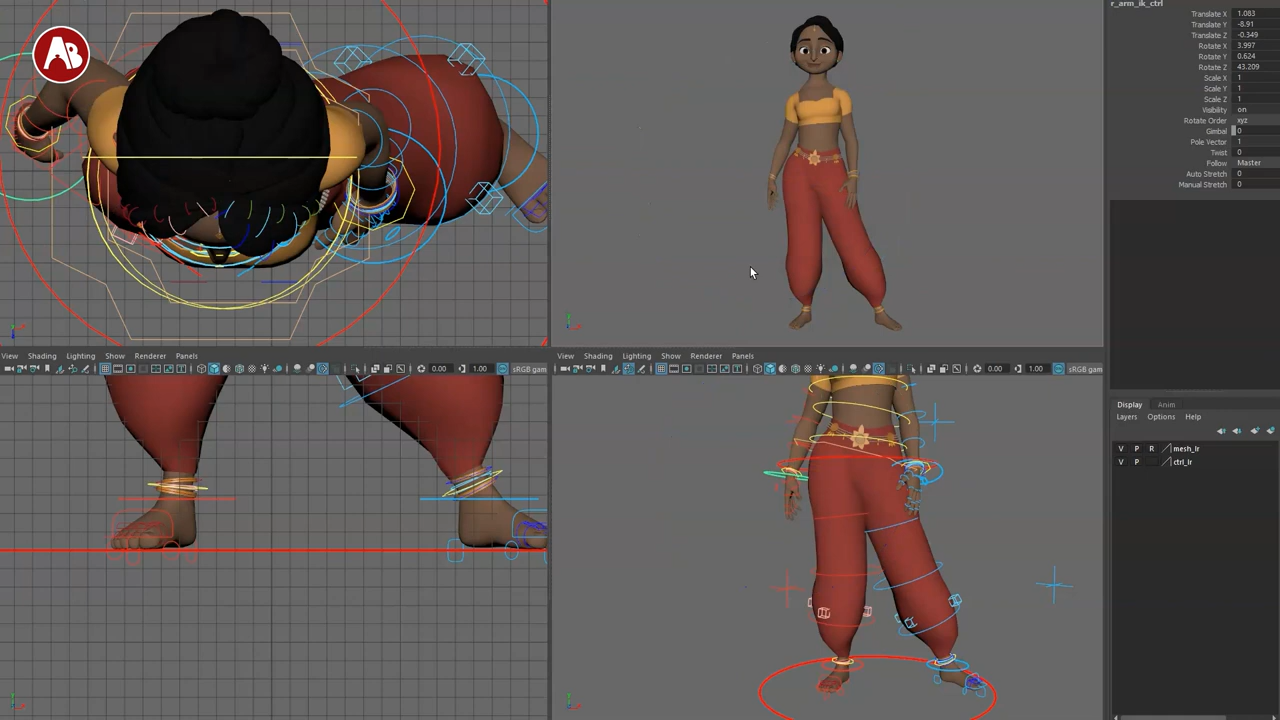 AB
r_arm_ik_ctrl
Translate X 1.083
Translate Y -8.91
Translate Z -0.349
Rotate X 3.997
Rotate Y 0.624
Rotate Z 43.209
Scale X 1
Scale Y 1
Scale Z 1
Visibility on
Rotate Order xyz
Gimbal 0
Pole Vector 1
Twist 0
Follow Master
Auto Stretch 0
Manual Stretch 0
View Shading Lighting Show Renderer Panels
0.00 1.00 sRGB gam
View Shading Lighting Show Renderer Panels
0.00 1.00 sRGB gam
Display Anim
Layers Options Help
V P R mesh_lr
V P ctrl_lr